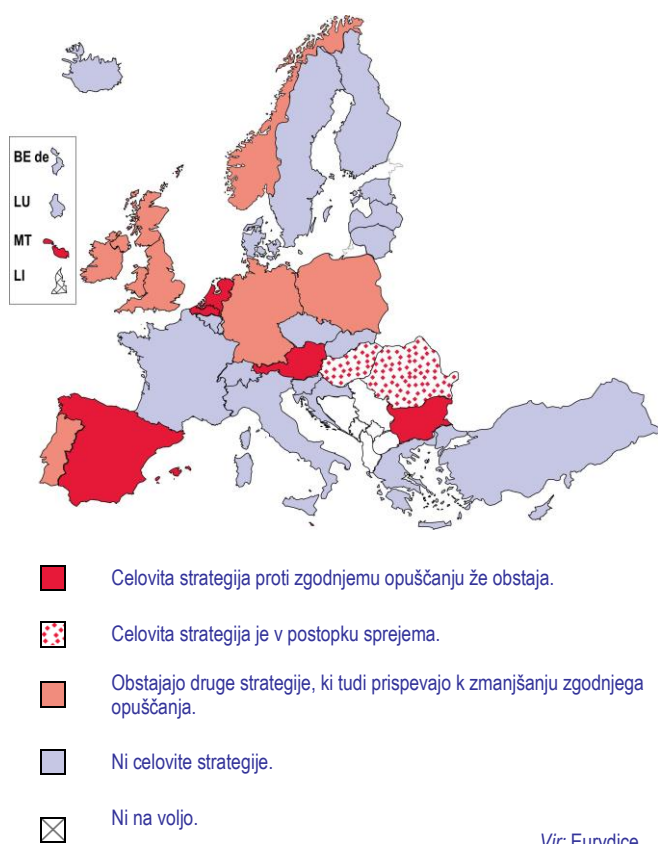 BE de
LU
MT
LI
Celovita strategija proti zgodnjemu opuščanju že obstaja.
Celovita strategija je v postopku sprejema.
Obstajajo druge strategije, ki tudi prispevajo k zmanjšanju zgodnjega
opuščanja.
Ni celovite strategije.
Ni na voljo.
Vir: Eurydice